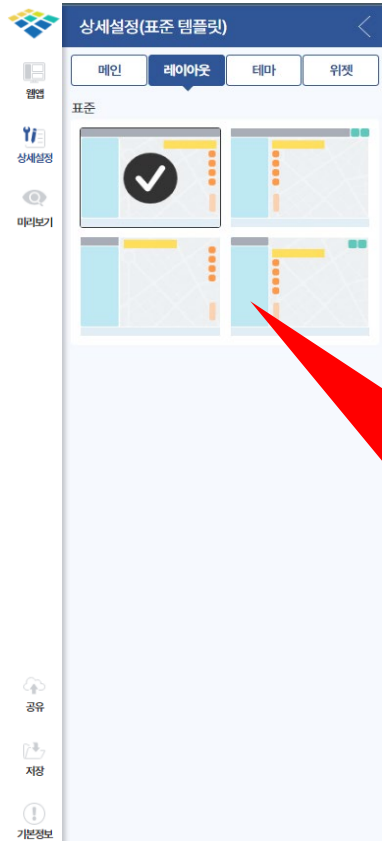 상세설정(표준 템플릿)
메인
레이아웃
테마
위젯
표준
웹앱
상세설정
미리보기
공유
저장
기본정보